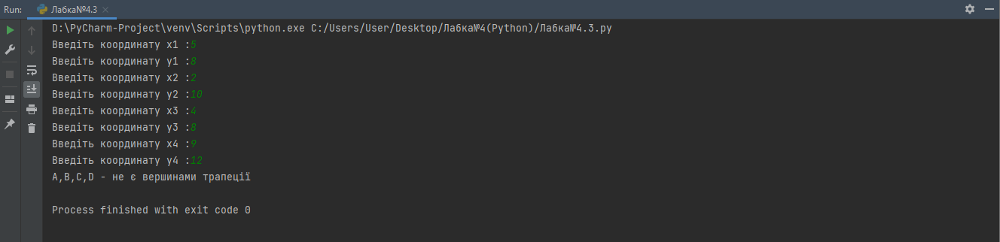 Run: Лабка№4.3
D:\PyCharm-Project\venv\Scripts\python.exe C:/Users/User/Desktop/Лабка№4(Python)/Лабка№4.3.py
Введіть координату x1 :5
Введіть координату y1 :8
Введіть координату x2 :2
Введіть координату y2 :10
Введіть координату x3 :4
Введіть координату y3 :8
Введіть координату x4 :9
Введіть координату y4 :12
A,B,C,D - не є вершинами трапеції
Process finished with exit code 0